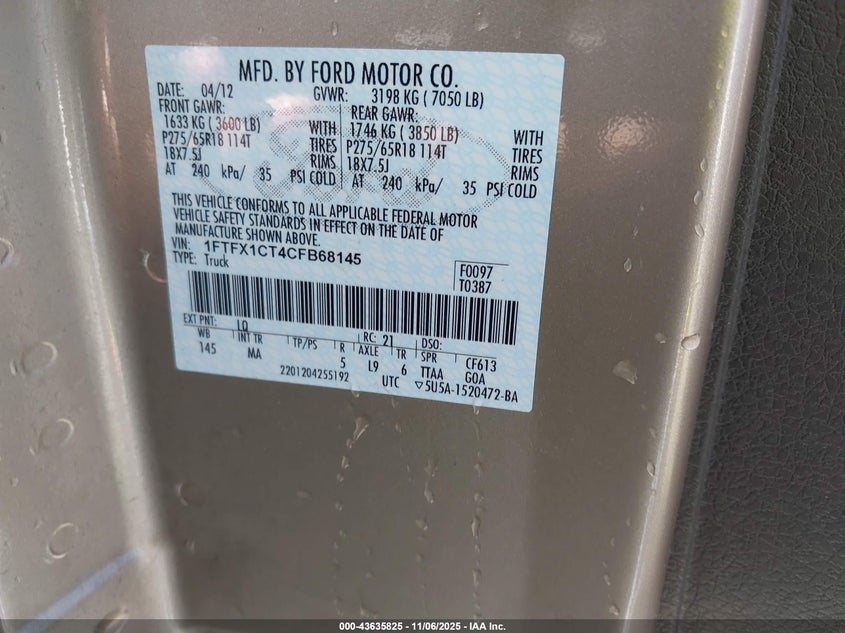 MFD. BY FORD MOTOR CO.
DATE: 04/12 GVWR: 3198 KG ( 7050 LB)
FRONT GAWR: REAR GAWR:
1633 KG ( 3600 LB) WITH 1746 KG ( 3850 LB) WITH
P275/65R18 114T TIRES P275/65R18 114T TIRES
18X7.5J RIMS 18X7.5J RIMS
AT 240 kPa/ 35 PSI COLD AT 240 kPa/ 35 PSI COLD
THIS VEHICLE CONFORMS TO ALL APPLICABLE FEDERAL MOTOR
VEHICLE SAFETY STANDARDS IN EFFECT ON THE DATE OF
MANUFACTURE SHOWN ABOVE.
VIN: 1FTFX1CT4CFB68145
TYPE: Truck
F0097
T0387
EXT PNT: LQ RC: 21 DSO:
WB INT TR TP/PS R AXLE TR SPR CF613
145 MA 5 L9 6 TTAA GOA
2201204255192 UTC ▽5U5A-1520472-BA
Ford
000-43635825 - 11/06/2025 - IAA Inc.